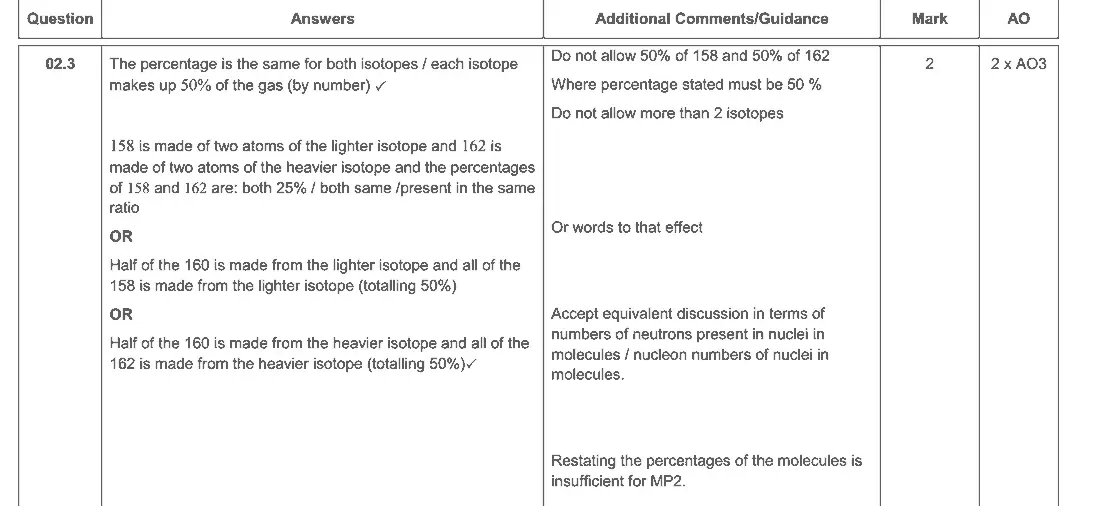 Question Answers Additional Comments/Guidance Mark AO
02.3 The percentage is the same for both isotopes / each isotope
makes up 50% of the gas (by number) ✓
158 is made of two atoms of the lighter isotope and 162 is
made of two atoms of the heavier isotope and the percentages
of 158 and 162 are: both 25% / both same /present in the same
ratio
OR
Half of the 160 is made from the lighter isotope and all of the
158 is made from the lighter isotope (totalling 50%)
OR
Half of the 160 is made from the heavier isotope and all of the
162 is made from the heavier isotope (totalling 50%)✓
Do not allow 50% of 158 and 50% of 162
Where percentage stated must be 50 %
Do not allow more than 2 isotopes
Or words to that effect
Accept equivalent discussion in terms of
numbers of neutrons present in nuclei in
molecules / nucleon numbers of nuclei in
molecules.
Restating the percentages of the molecules is
insufficient for MP2.
2
2 x AO3